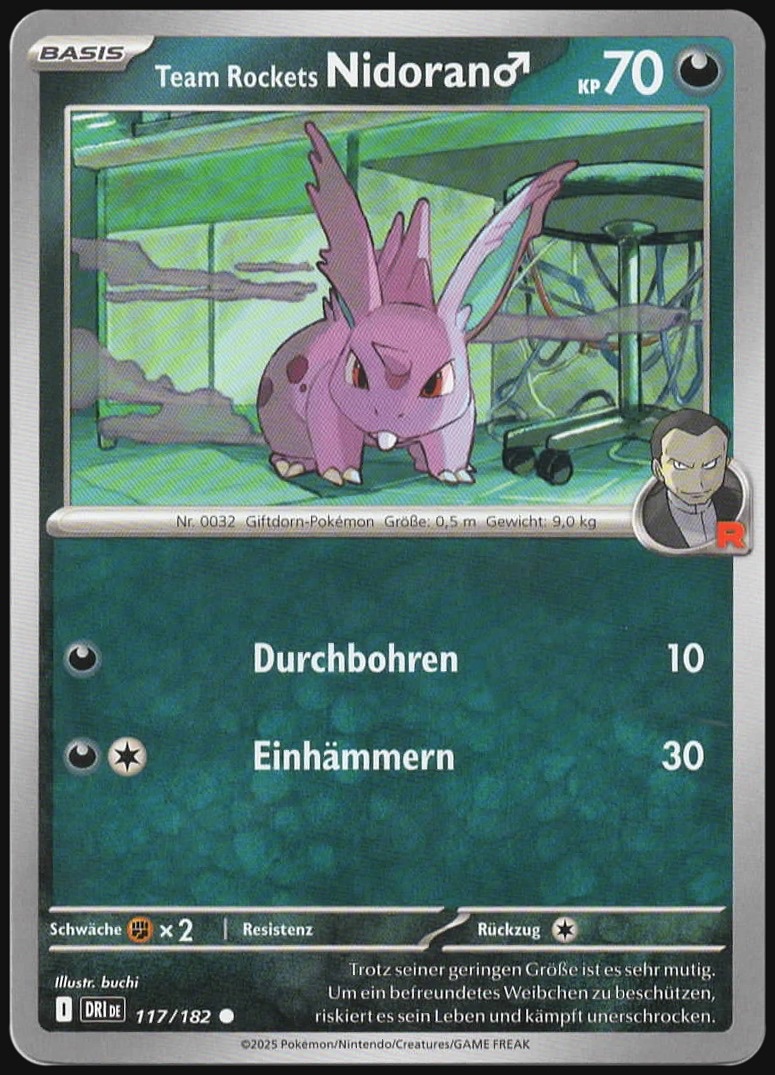 BASIS
Team Rockets Nidoran♂ KP 70
Nr. 0032 Giftdorn-Pokémon Größe: 0,5 m Gewicht: 9,0 kg
R
Durchbohren 10
Einhämmern 30
Schwäche x2 | Resistenz Rückzug
Trotz seiner geringen Größe ist es sehr mutig.
Um ein befreundetes Weibchen zu beschützen,
riskiert es sein Leben und kämpft unerschrocken.
Illustr. buchi
I DRI DE 117/182
©2025 Pokémon/Nintendo/Creatures/GAME FREAK